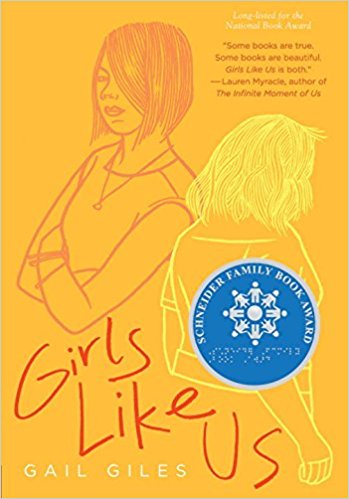 Long-listed for the
National Book Award
"Some books are true.
Some books are beautiful.
Girls Like Us is both."
—Lauren Myracle, author of
The Infinite Moment of Us
SCHNEIDER FAMILY BOOK AWARD
Girls
Like
Us
GAIL GILES